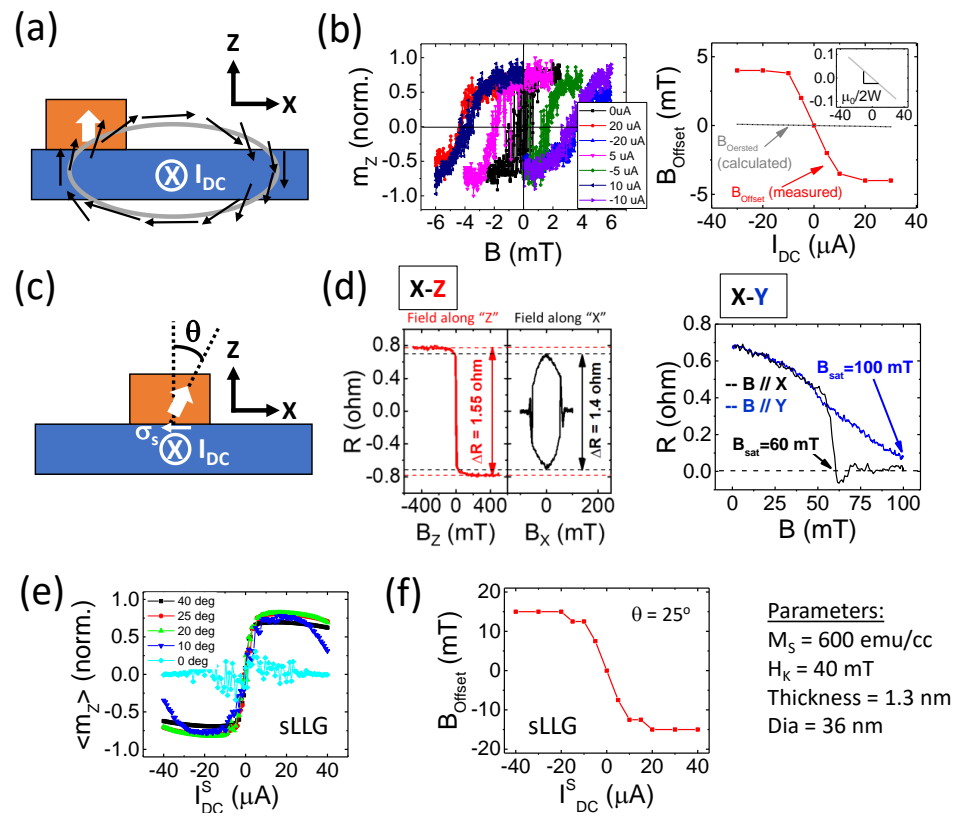 (a)
Z
X
I_DC
X
(b)
m_Z (norm.)
1.0
0.5
0.0
-0.5
-1.0
-6 -4 -2 0 2 4 6
B (mT)
0uA
20 uA
-20 uA
5 uA
-5 uA
10 uA
-10 uA
B_Offset (mT)
4
0
-4
-40 -20 0 20 40
I_DC (μA)
0.1
0.0
-0.1
μ₀/2W
-40 0 40
B_Oersted
(calculated)
B_Offset (measured)
(c)
θ
Z
X
σ_s
X
I_DC
(d)
X-Z
Field along "Z"
Field along "X"
R (ohm)
0.8
0.4
0.0
-0.4
-0.8
ΔR = 1.55 ohm
ΔR = 1.4 ohm
-400 0 400
-200 0 200
B_Z (mT)
B_X (mT)
X-Y
R (ohm)
0.8
0.6
0.4
0.2
0.0
B_sat=100 mT
-- B // X
-- B // Y
B_sat=60 mT
0 25 50 75 100
B (mT)
(e)
<m_Z> (norm.)
1.0
0.5
0.0
-0.5
-1.0
40 deg
25 deg
20 deg
10 deg
0 deg
sLLG
-40 -20 0 20 40
I^S_DC (μA)
(f)
B_Offset (mT)
20
10
0
-10
-20
θ = 25º
sLLG
-40 -20 0 20 40
I^S_DC (μA)
Parameters:
M_S = 600 emu/cc
H_K = 40 mT
Thickness = 1.3 nm
Dia = 36 nm